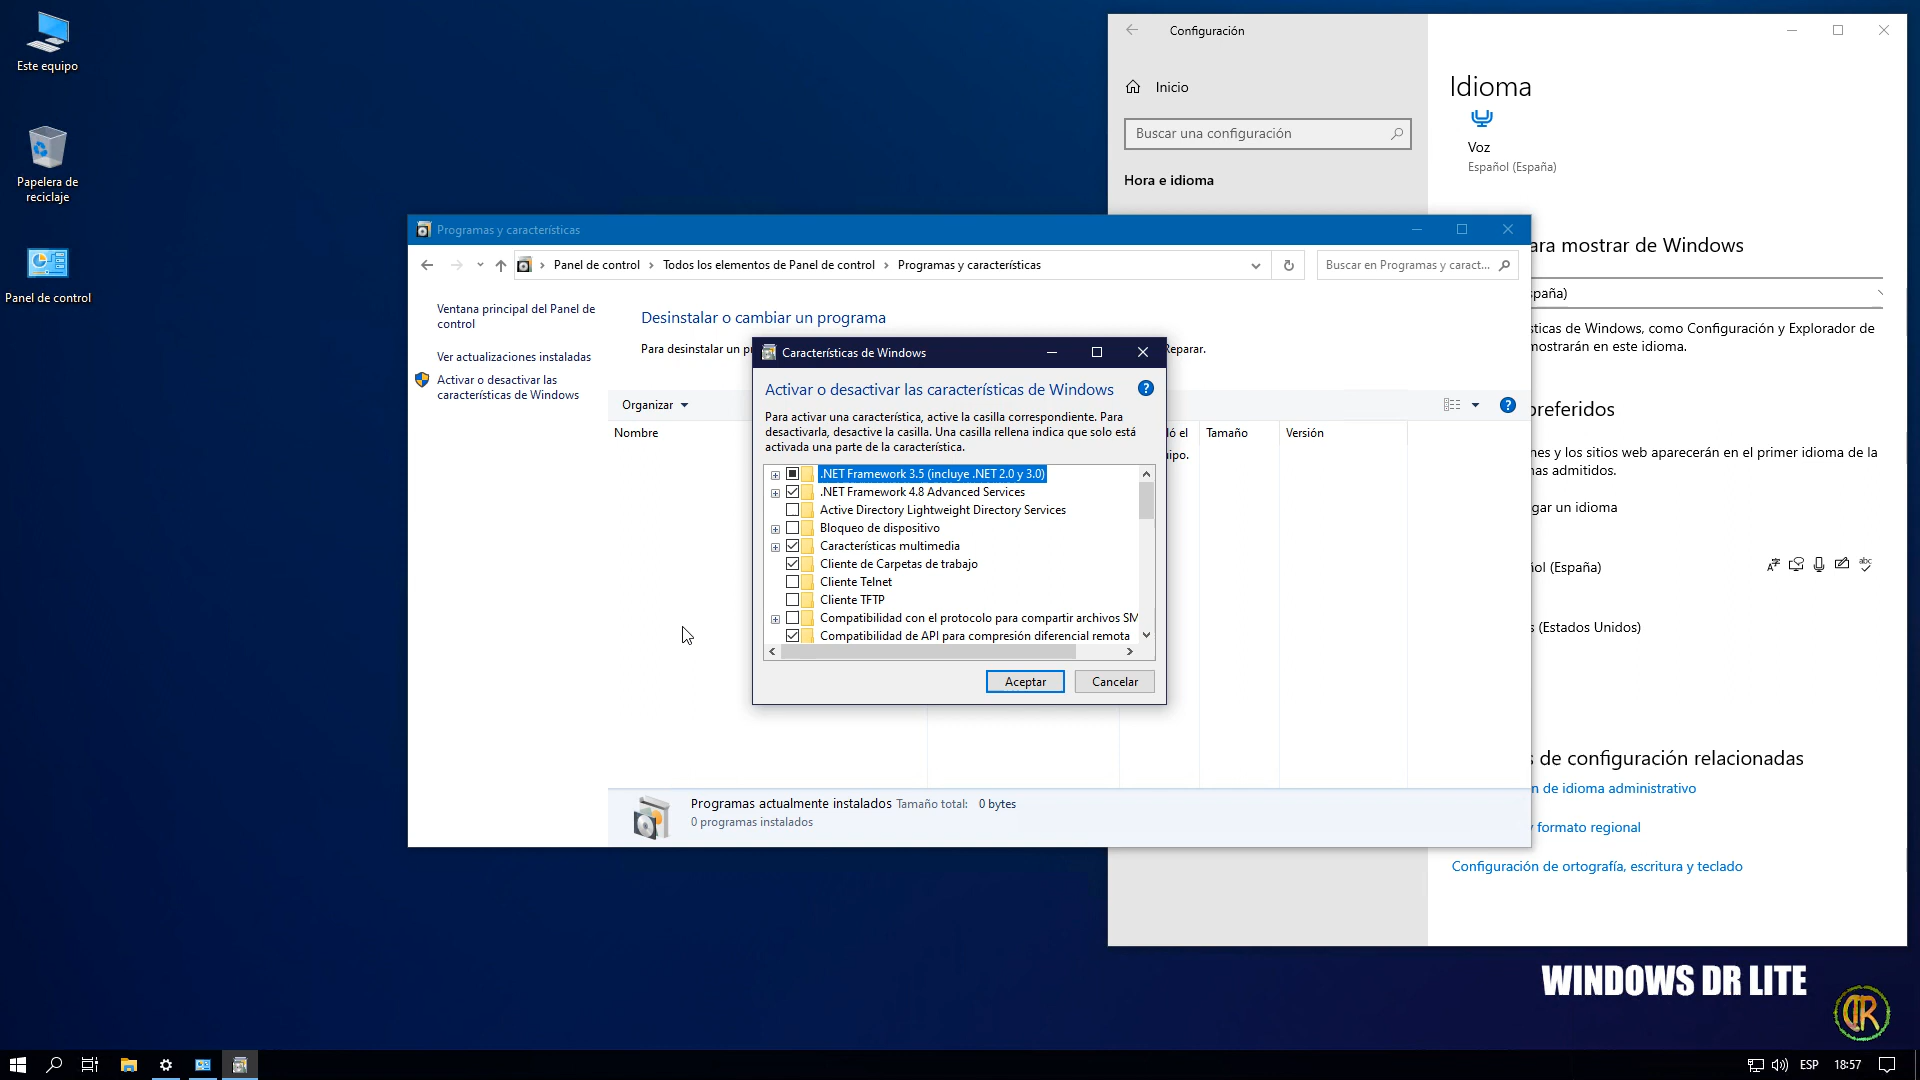 Este equipo
Papelera de
reciclaje
Panel de control
Configuración
Inicio
Buscar una configuración
Hora e idioma
Idioma
Voz
Español (España)
ara mostrar de Windows
spaña)
sticas de Windows, como Configuración y Explorador de
mostrarán en este idioma.
preferidos
nes y los sitios web aparecerán en el primer idioma de la
nas admitidos.
gar un idioma
ol (España)
s (Estados Unidos)
s de configuración relacionadas
n de idioma administrativo
y formato regional
Configuración de ortografía, escritura y teclado
Programas y características
Panel de control
Todos los elementos de Panel de control
Programas y características
Buscar en Programas y caract...
Ventana principal del Panel de
control
Ver actualizaciones instaladas
Activar o desactivar las
características de Windows
Desinstalar o cambiar un programa
Para desinstalar un p
Reparar.
Organizar
Nombre
ló el
Tamaño
Versión
uipo.
Programas actualmente instalados Tamaño total: 0 bytes
0 programas instalados
Características de Windows
Activar o desactivar las características de Windows
Para activar una característica, active la casilla correspondiente. Para
desactivarla, desactive la casilla. Una casilla rellena indica que solo está
activada una parte de la característica.
.NET Framework 3.5 (incluye .NET 2.0 y 3.0)
.NET Framework 4.8 Advanced Services
Active Directory Lightweight Directory Services
Bloqueo de dispositivo
Características multimedia
Cliente de Carpetas de trabajo
Cliente Telnet
Cliente TFTP
Compatibilidad con el protocolo para compartir archivos SM
Compatibilidad de API para compresión diferencial remota
Aceptar
Cancelar
WINDOWS DR LITE
DR
ESP
18:57